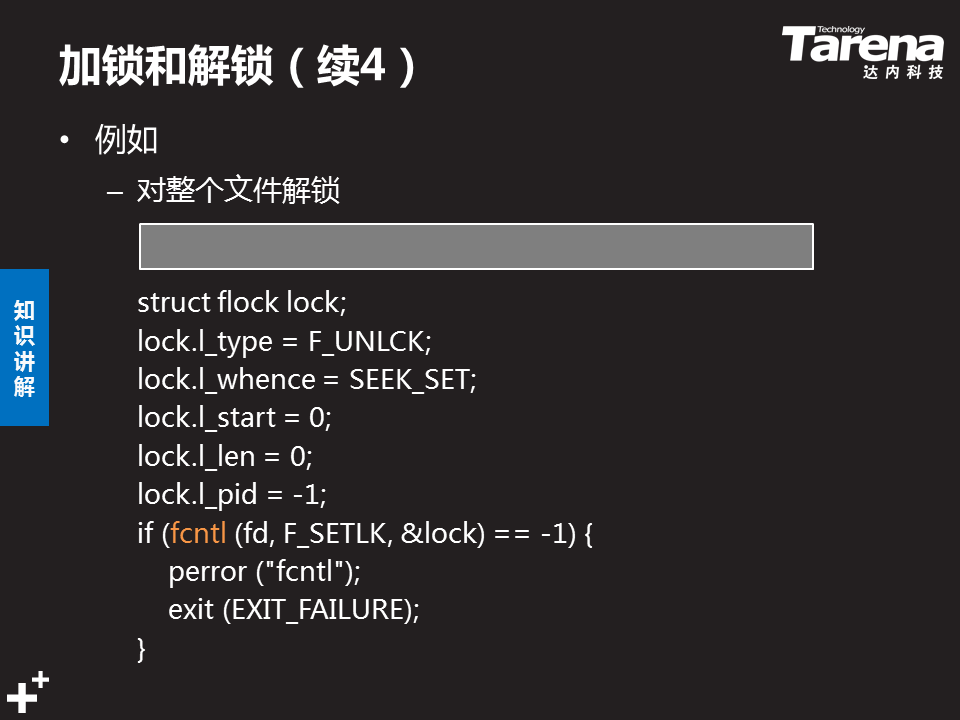 加锁和解锁（续4）
Technology
Tarena
达内科技
• 例如
– 对整个文件解锁
知识讲解
struct flock lock;
lock.l_type = F_UNLCK;
lock.l_whence = SEEK_SET;
lock.l_start = 0;
lock.l_len = 0;
lock.l_pid = -1;
if (fcntl (fd, F_SETLK, &lock) == -1) {
    perror ("fcntl");
    exit (EXIT_FAILURE);
}